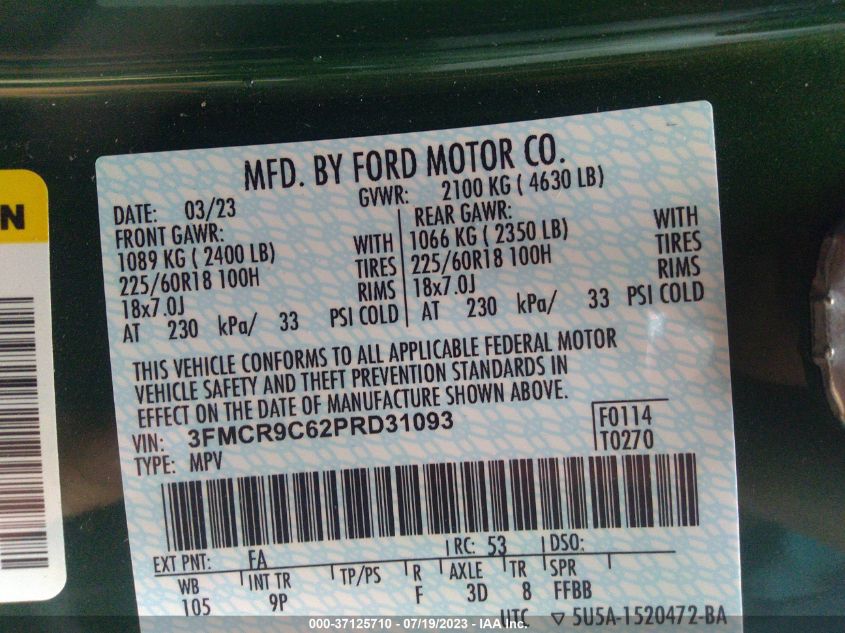 MFD. BY FORD MOTOR CO.
DATE: 03/23 GVWR: 2100 KG ( 4630 LB)
FRONT GAWR: REAR GAWR:
1089 KG ( 2400 LB) WITH 1066 KG ( 2350 LB) WITH
225/60R18 100H TIRES 225/60R18 100H TIRES
18x7.0J RIMS 18x7.0J RIMS
AT 230 kPa/ 33 PSI COLD AT 230 kPa/ 33 PSI COLD
THIS VEHICLE CONFORMS TO ALL APPLICABLE FEDERAL MOTOR
VEHICLE SAFETY AND THEFT PREVENTION STANDARDS IN
EFFECT ON THE DATE OF MANUFACTURE SHOWN ABOVE.
VIN: 3FMCR9C62PRD31093 F0114
TYPE: MPV T0270
EXT PNT: FA RC: 53 DSO:
WB INT TR TP/PS R AXLE TR SPR
105 9P F 3D 8 FFBB
UTC ▽ 5U5A-1520472-BA
N
000-37125710 - 07/19/2023 - IAA Inc.